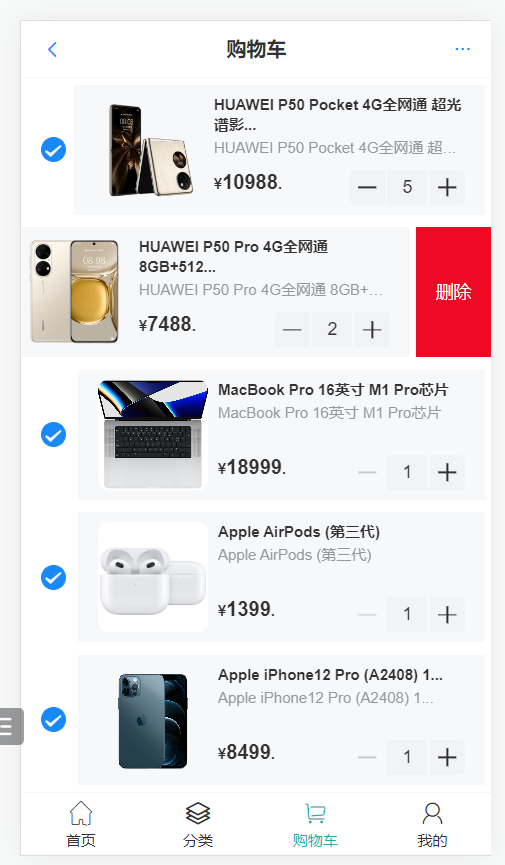 购物车
HUAWEI P50 Pocket 4G全网通 超光
谱影...
HUAWEI P50 Pocket 4G全网通 超...
¥10988.
5
HUAWEI P50 Pro 4G全网通
8GB+512...
HUAWEI P50 Pro 4G全网通 8GB+...
¥7488.
2
删除
MacBook Pro 16英寸 M1 Pro芯片
MacBook Pro 16英寸 M1 Pro芯片
¥18999.
1
Apple AirPods (第三代)
Apple AirPods (第三代)
¥1399.
1
Apple iPhone12 Pro (A2408) 1...
Apple iPhone12 Pro (A2408) 1...
¥8499.
1
首页
分类
购物车
我的